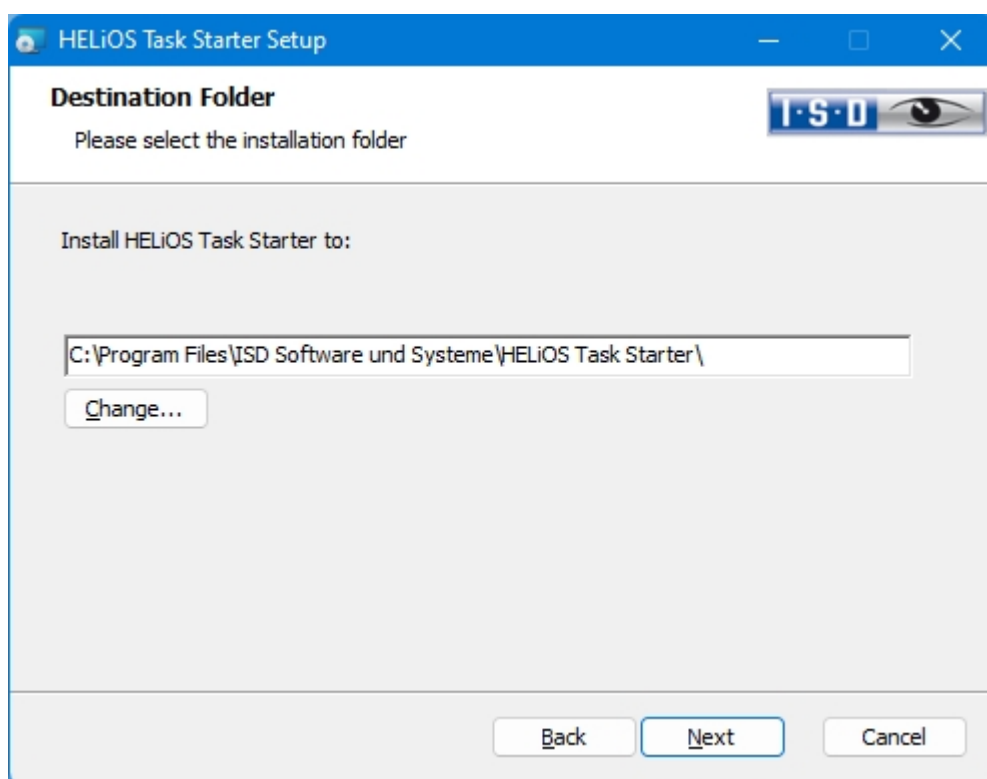 HELiOS Task Starter Setup
Destination Folder
I·S·D
Please select the installation folder
Install HELiOS Task Starter to:
C:\Program Files\ISD Software und Systeme\HELiOS Task Starter\
Change...
Back
Next
Cancel